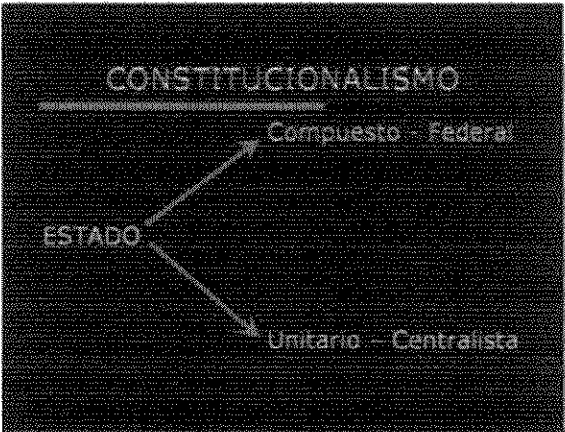 CONSTITUCIONALISMO
Compuesto - Federal
ESTADO
Unitario – Centralista